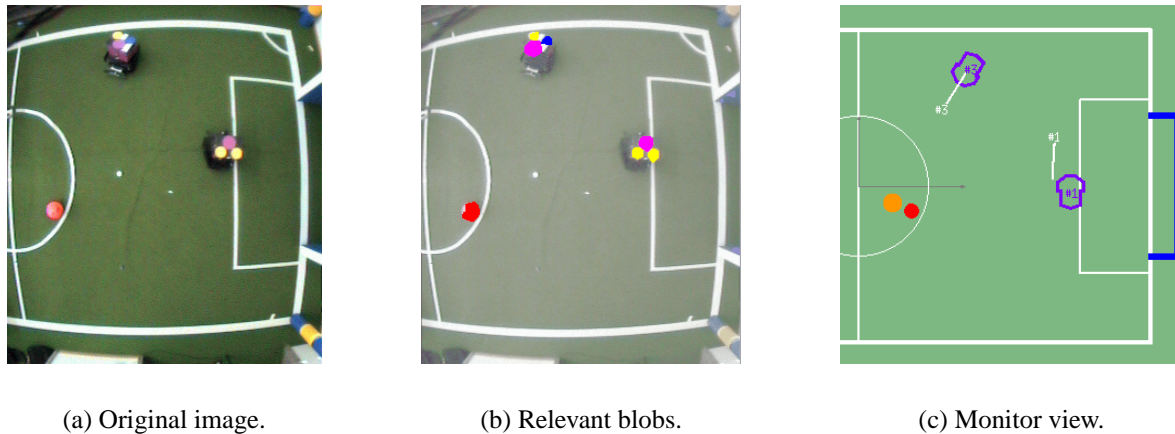 #3
#3
#1
#1
(a) Original image.
(b) Relevant blobs.
(c) Monitor view.